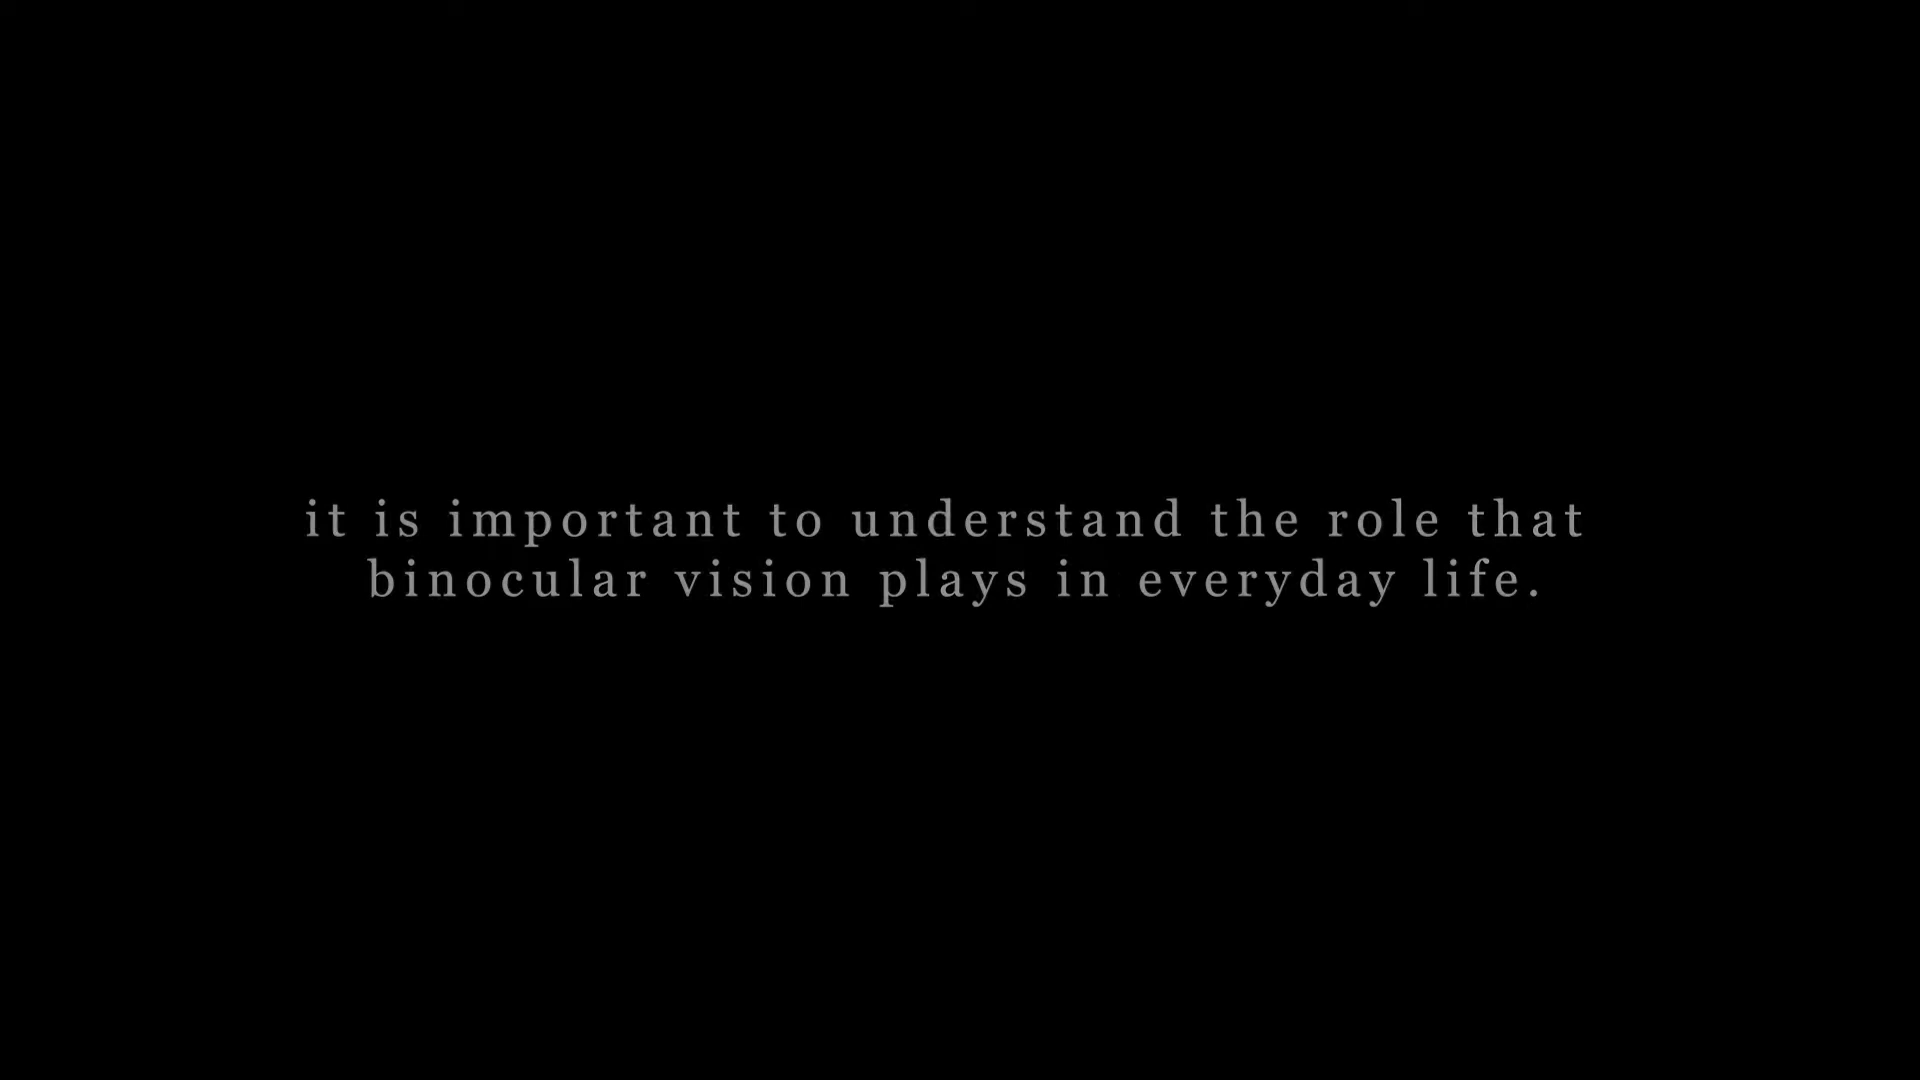 it is important to understand the role that
binocular vision plays in everyday life.